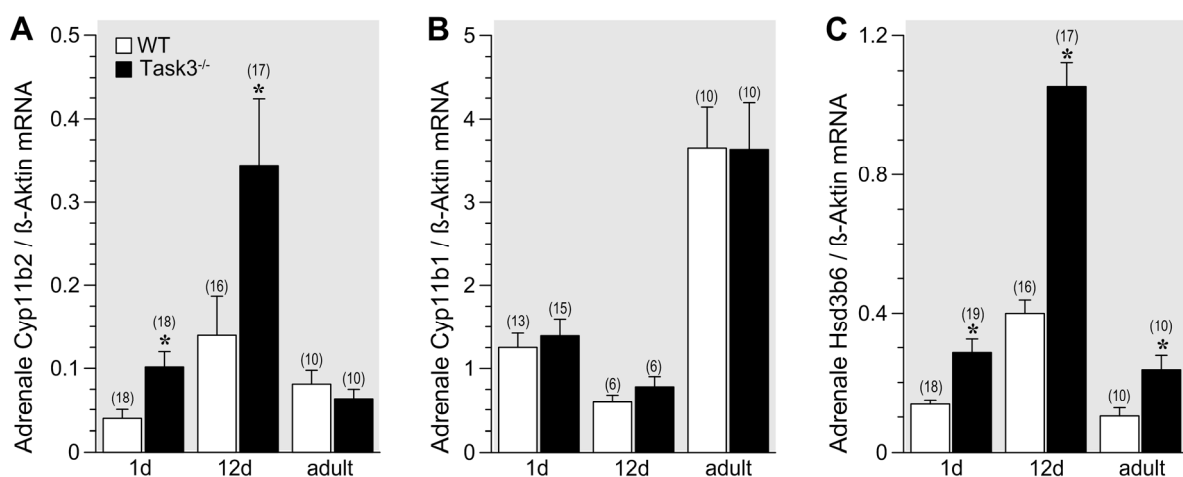 A
Adrenale Cyp11b2 / ß-Aktin mRNA
0.5
0.4
0.3
0.2
0.1
0
WT
Task3-/-
(18)
(18)
*
(16)
(17)
*
(10)
(10)
1d
12d
adult
B
Adrenale Cyp11b1 / ß-Aktin mRNA
5
4
3
2
1
0
(13)
(15)
(6)
(6)
(10)
(10)
1d
12d
adult
C
Adrenale Hsd3b6 / ß-Aktin mRNA
1.2
0.8
0.4
0
(18)
(19)
*
(16)
(17)
*
(10)
(10)
*
1d
12d
adult